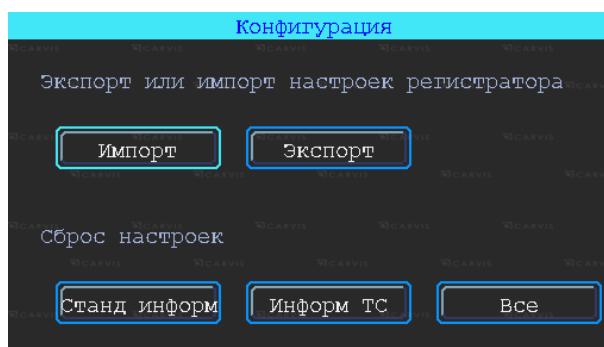 Конфигурация
Экспорт или импорт настроек регистратора
Импорт Экспорт
Сброс настроек
Станд информ Информ ТС Все